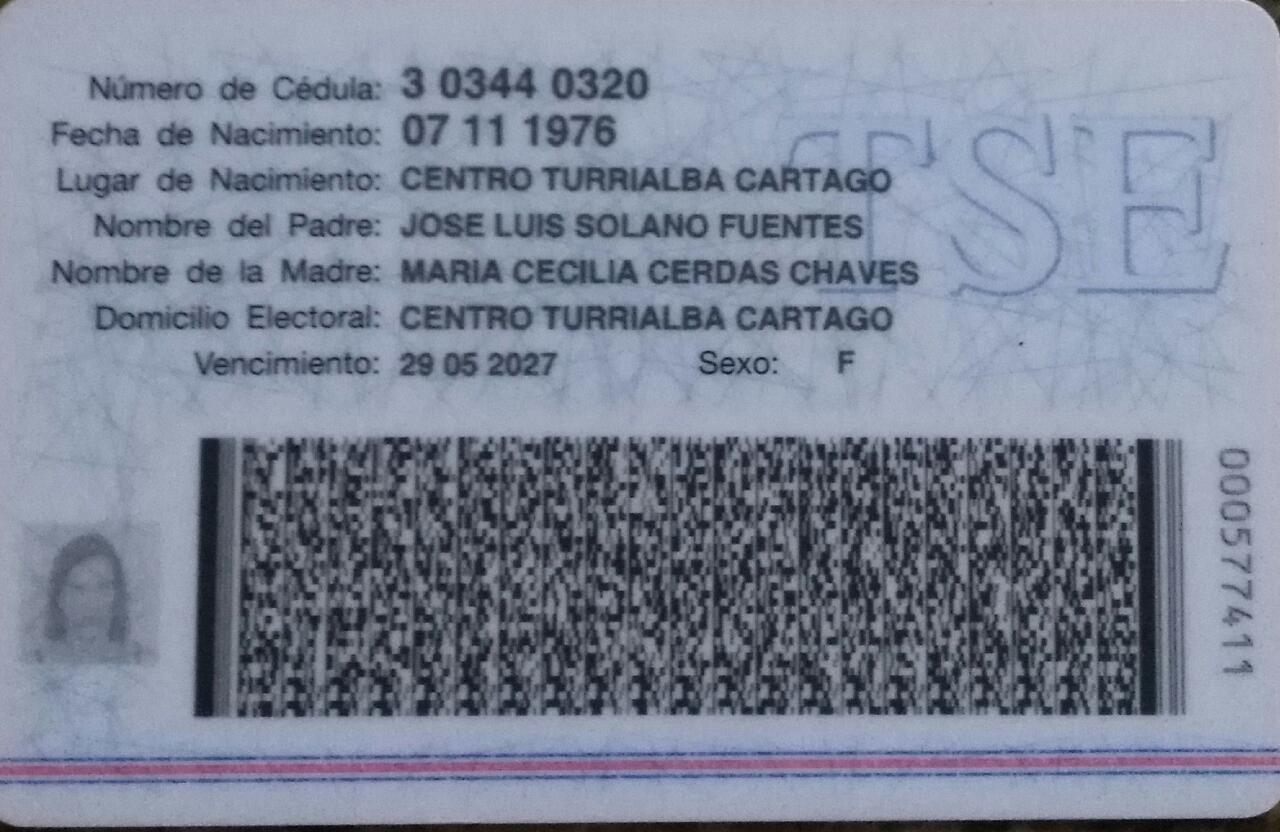 Número de Cédula: 3 0344 0320
Fecha de Nacimiento: 07 11 1976
Lugar de Nacimiento: CENTRO TURRIALBA CARTAGO
Nombre del Padre: JOSE LUIS SOLANO FUENTES
Nombre de la Madre: MARIA CECILIA CERDAS CHAVES
Domicilio Electoral: CENTRO TURRIALBA CARTAGO
Vencimiento: 29 05 2027 Sexo: F
TSE
0005777411